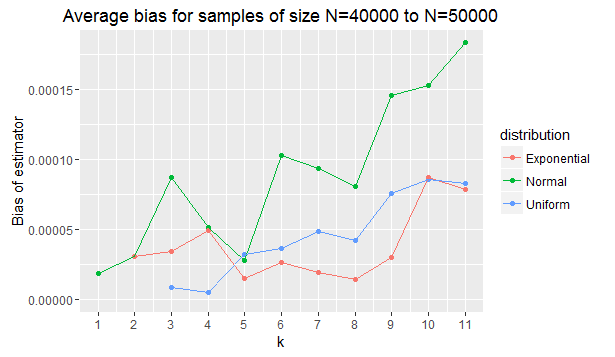 Average bias for samples of size N=40000 to N=50000
Bias of estimator
0.00015
0.00010
0.00005
0.00000
1 2 3 4 5 6 7 8 9 10 11
k
distribution
Exponential
Normal
Uniform